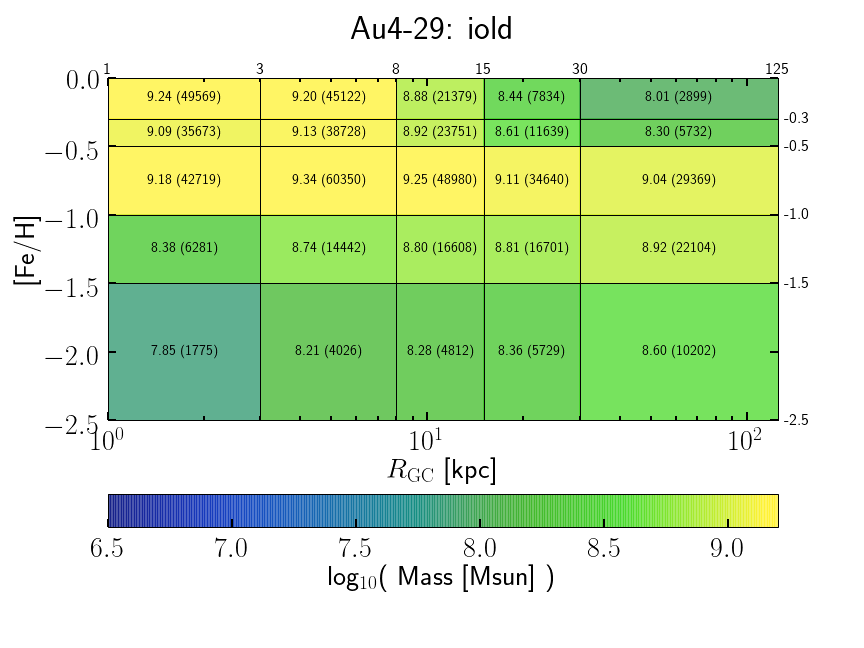 Au4-29: iold
1 3 8 15 30 125
0.0
9.24 (49569) 9.20 (45122) 8.88 (21379) 8.44 (7834) 8.01 (2899)
-0.3
9.09 (35673) 9.13 (38728) 8.92 (23751) 8.61 (11639) 8.30 (5732)
−0.5 -0.5
9.18 (42719) 9.34 (60350) 9.25 (48980) 9.11 (34640) 9.04 (29369)
−1.0 -1.0
[Fe/H]
8.38 (6281) 8.74 (14442) 8.80 (16608) 8.81 (16701) 8.92 (22104)
−1.5 -1.5
−2.0
7.85 (1775) 8.21 (4026) 8.28 (4812) 8.36 (5729) 8.60 (10202)
−2.5 -2.5
10⁰ 10¹ 10²
R_GC [kpc]
6.5 7.0 7.5 8.0 8.5 9.0
log₁₀( Mass [Msun] )